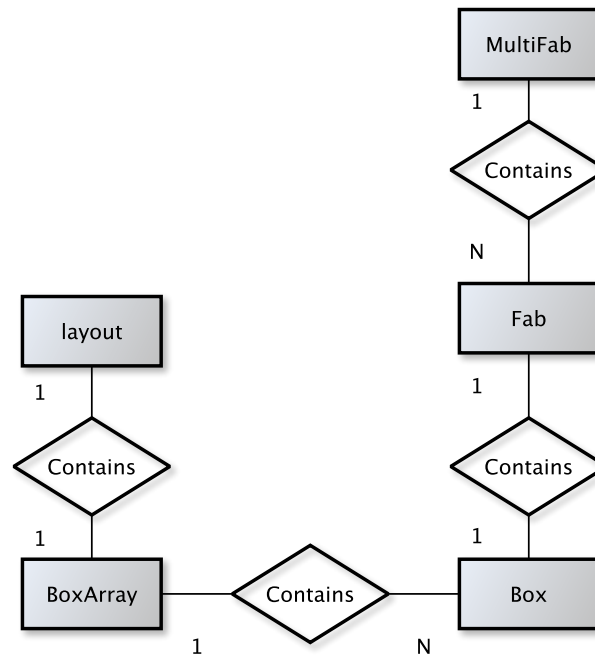 MultiFab
1
Contains
N
layout
Fab
1
1
Contains
Contains
1
1
BoxArray
Contains
Box
1
N